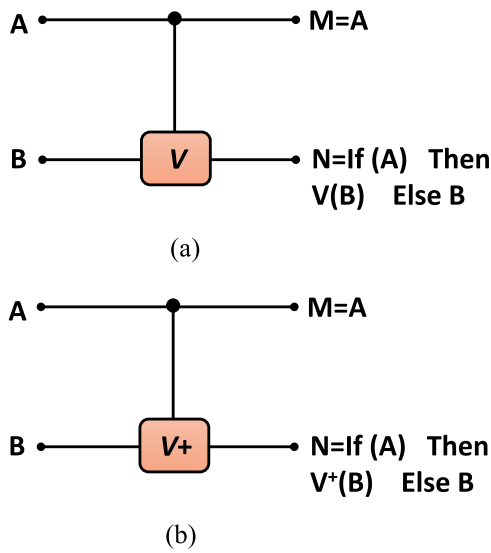 A M=A
B V N=If (A) Then
V(B) Else B
(a)
A M=A
B V+ N=If (A) Then
V⁺(B) Else B
(b)